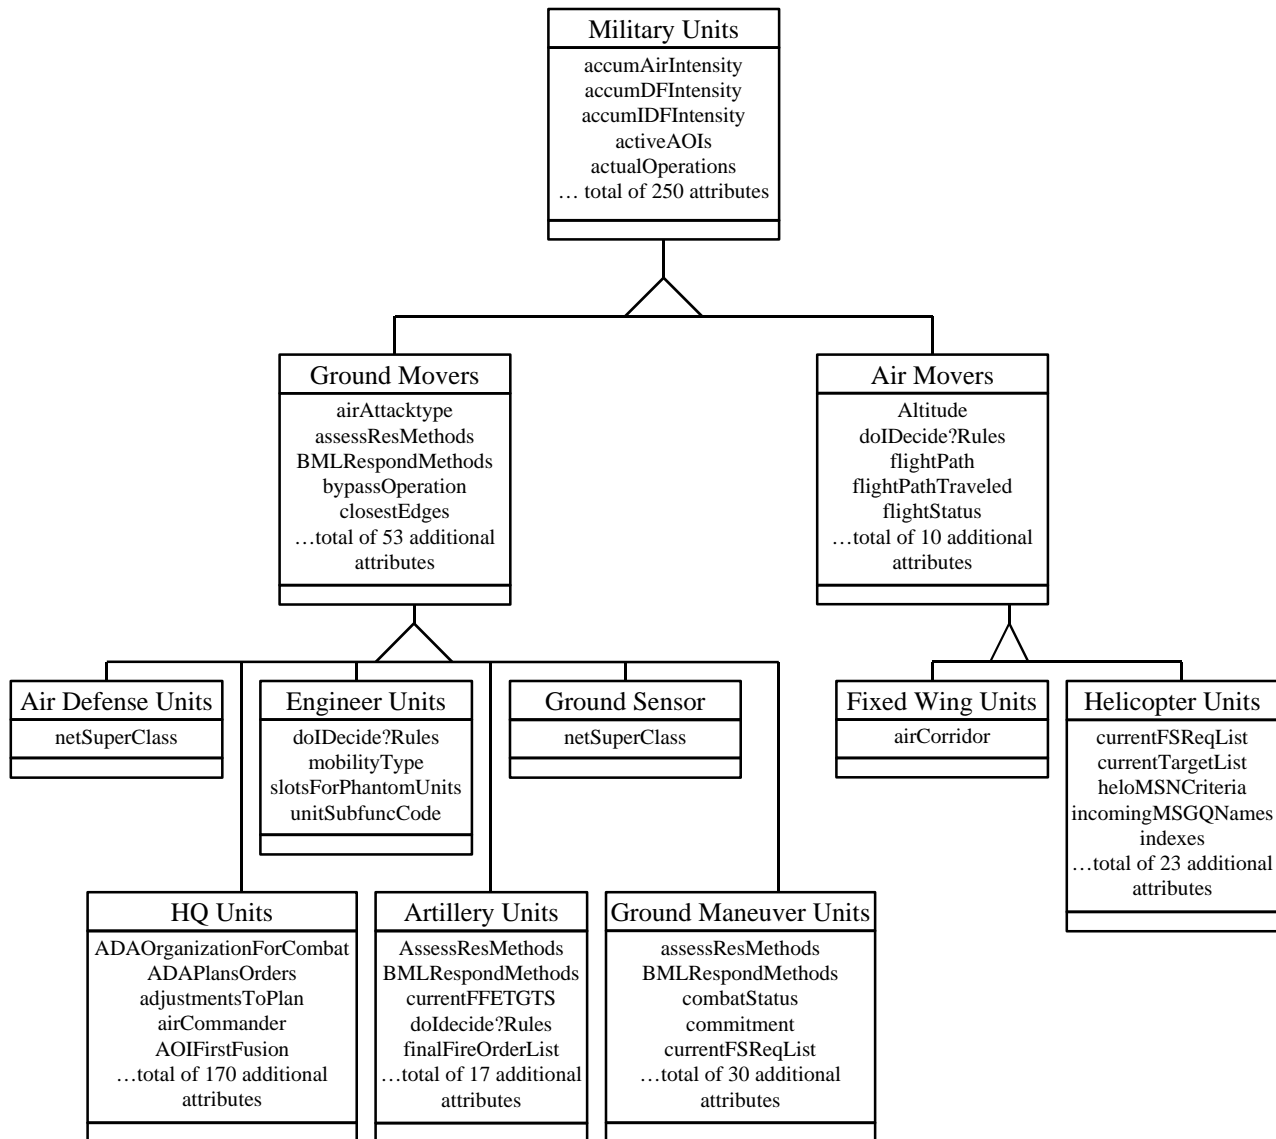 Military Units
accumAirIntensity
accumDFIntensity
accumIDFIntensity
activeAOIs
actualOperations
… total of 250 attributes
Ground Movers
airAttacktype
assessResMethods
BMLRespondMethods
bypassOperation
closestEdges
…total of 53 additional
attributes
Air Movers
Altitude
doIDecide?Rules
flightPath
flightPathTraveled
flightStatus
…total of 10 additional
attributes
Air Defense Units
netSuperClass
Engineer Units
doIDecide?Rules
mobilityType
slotsForPhantomUnits
unitSubfuncCode
Ground Sensor
netSuperClass
Fixed Wing Units
airCorridor
Helicopter Units
currentFSReqList
currentTargetList
heloMSNCriteria
incomingMSGQNames
indexes
…total of 23 additional
attributes
HQ Units
ADAOrganizationForCombat
ADAPlansOrders
adjustmentsToPlan
airCommander
AOIFirstFusion
…total of 170 additional
attributes
Artillery Units
AssessResMethods
BMLRespondMethods
currentFFETGTS
doIdecide?Rules
finalFireOrderList
…total of 17 additional
attributes
Ground Maneuver Units
assessResMethods
BMLRespondMethods
combatStatus
commitment
currentFSReqList
…total of 30 additional
attributes